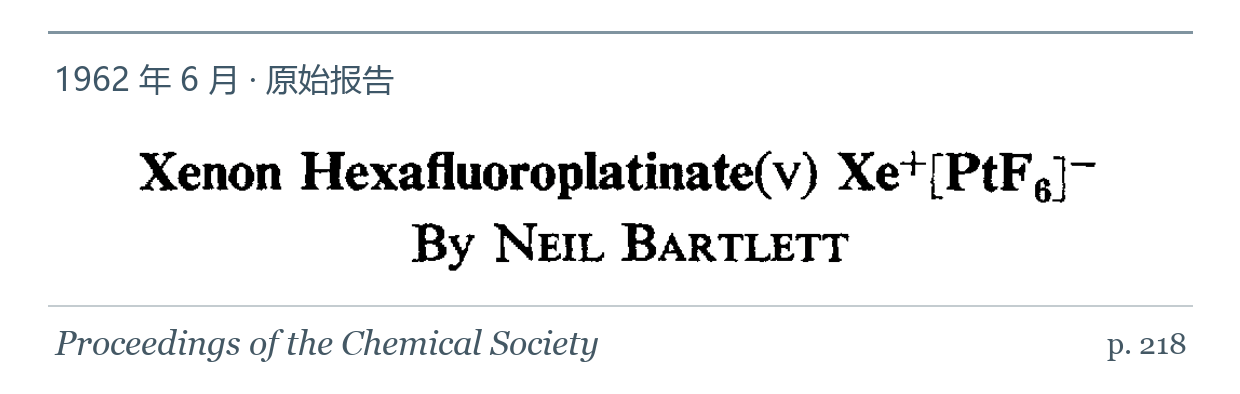 1962 年 6 月 · 原始报告
Xenon Hexafluoroplatinate(v) Xe⁺[PtF₆]⁻
By NEIL BARTLETT
Proceedings of the Chemical Society
p. 218